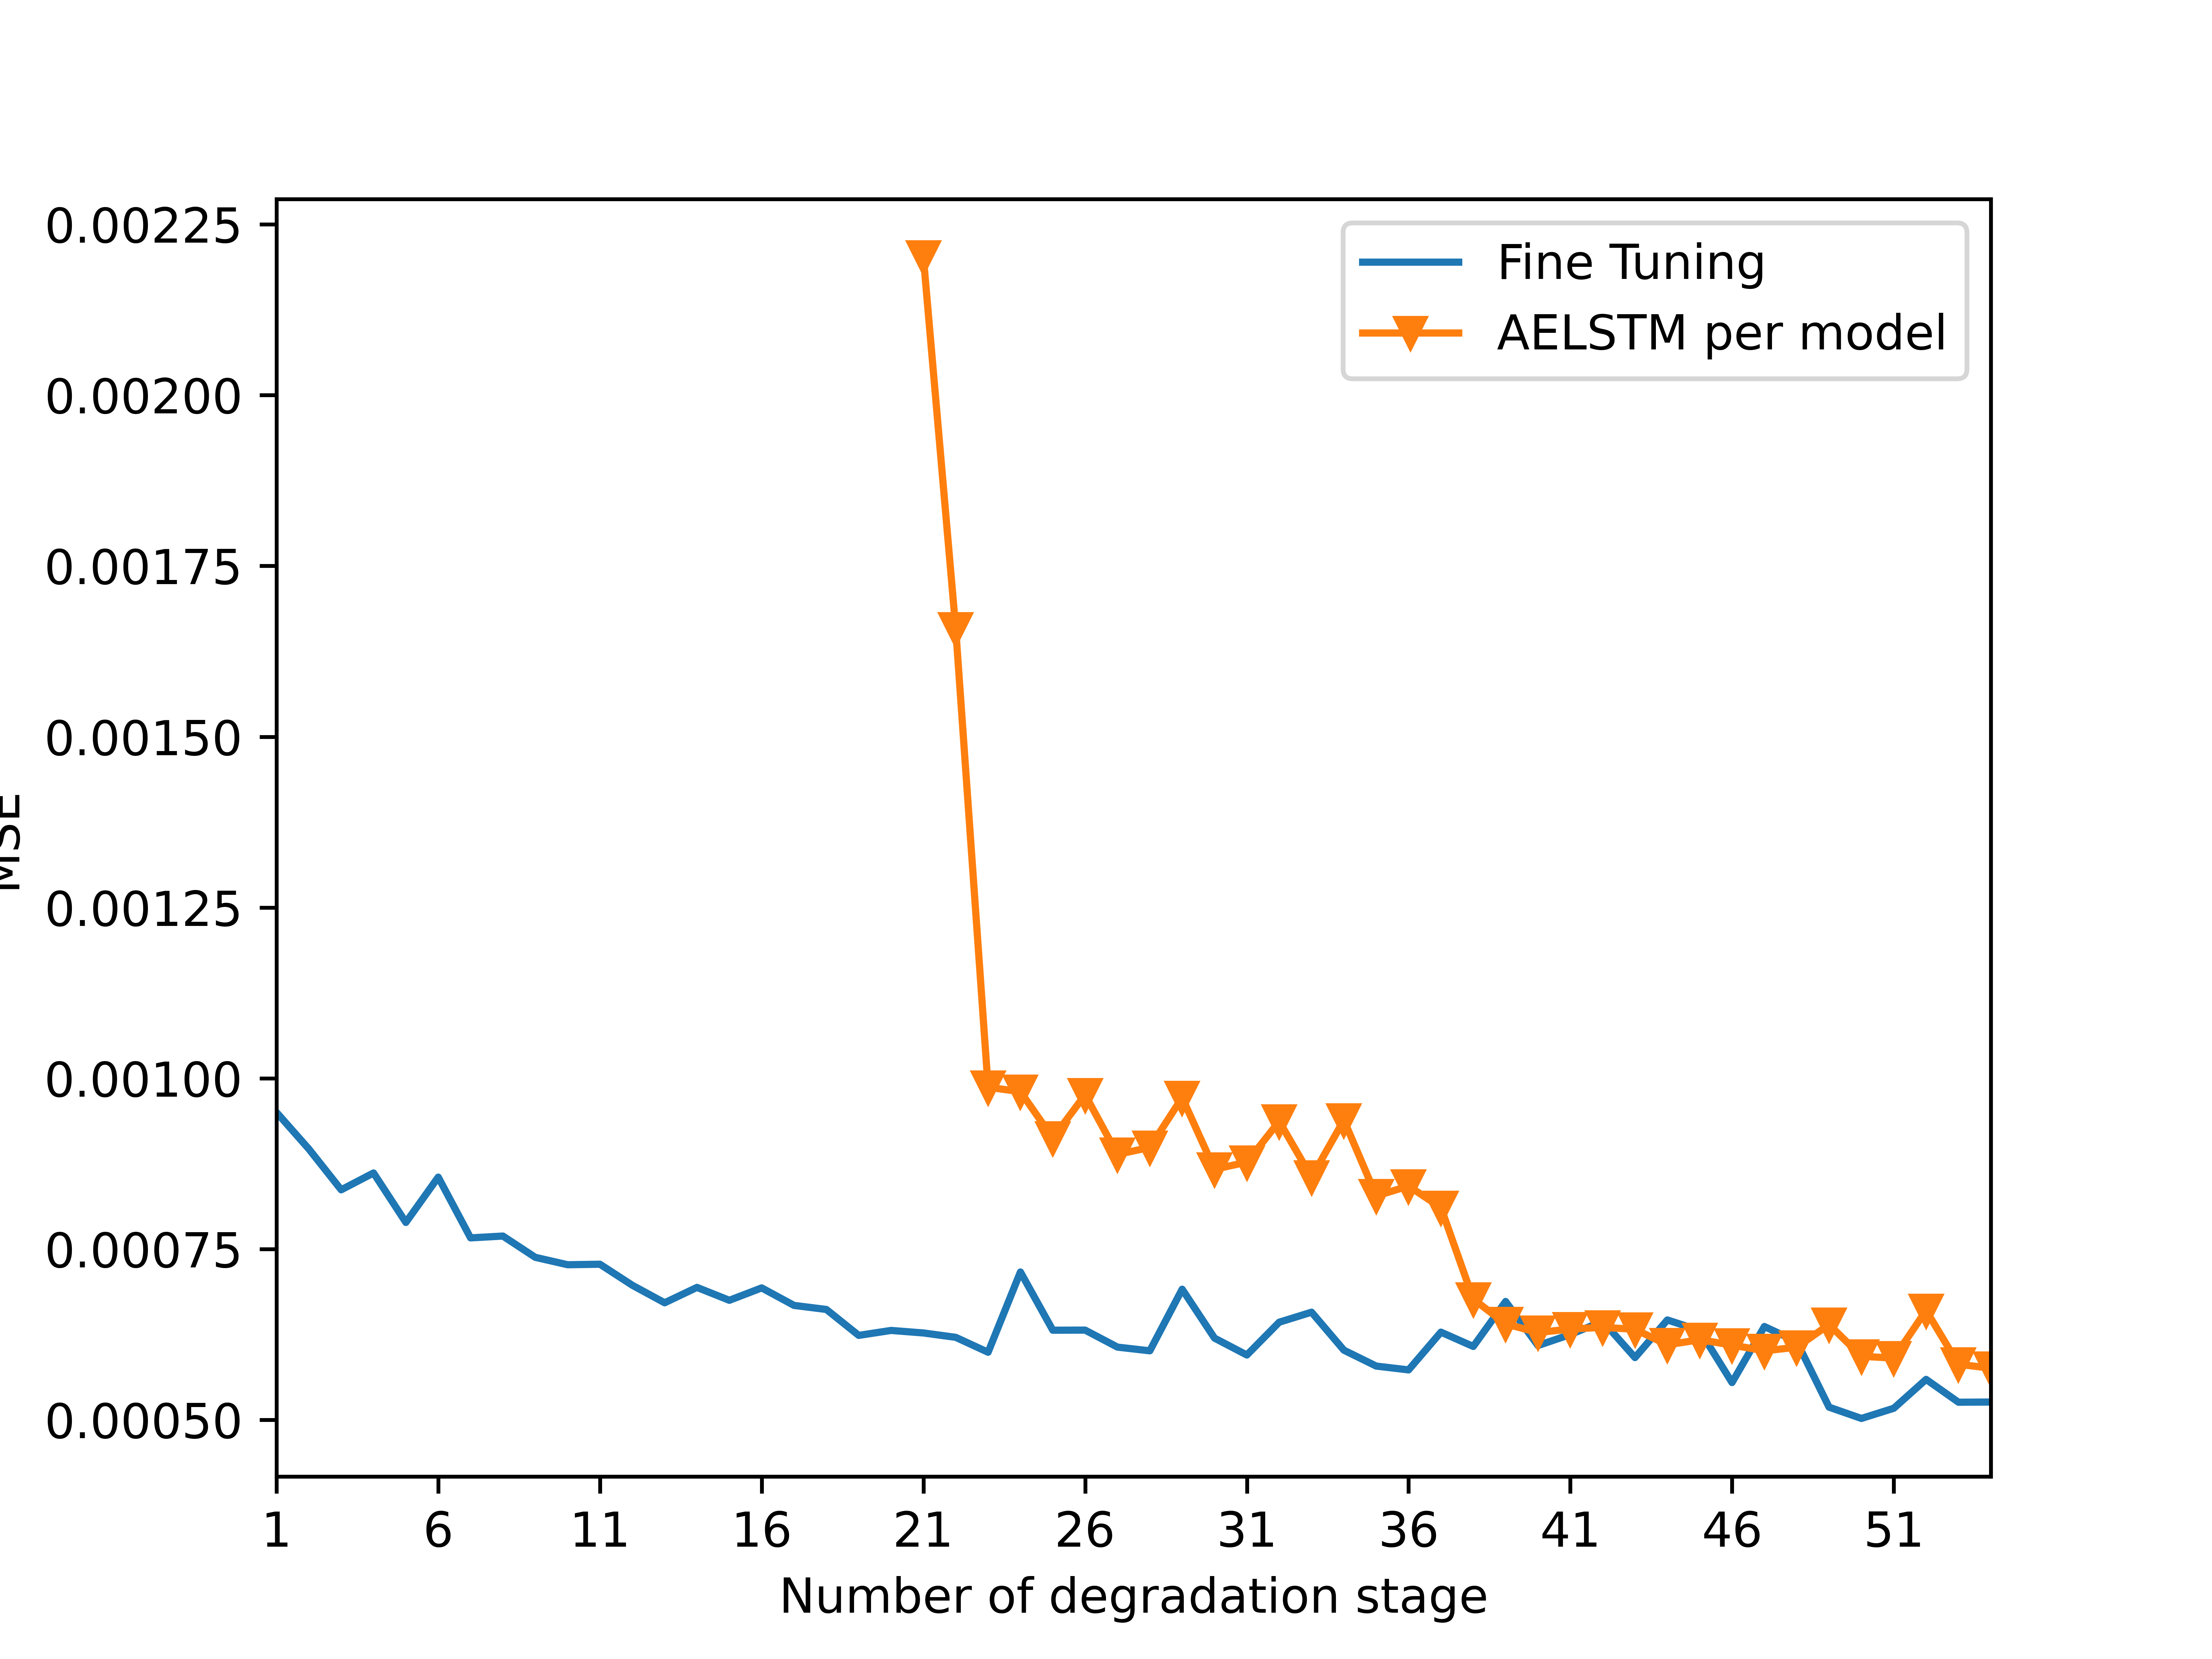 0.00225
0.00200
0.00175
0.00150
0.00125
0.00100
0.00075
0.00050
MSE
Fine Tuning
AELSTM per model
1 6 11 16 21 26 31 36 41 46 51
Number of degradation stage